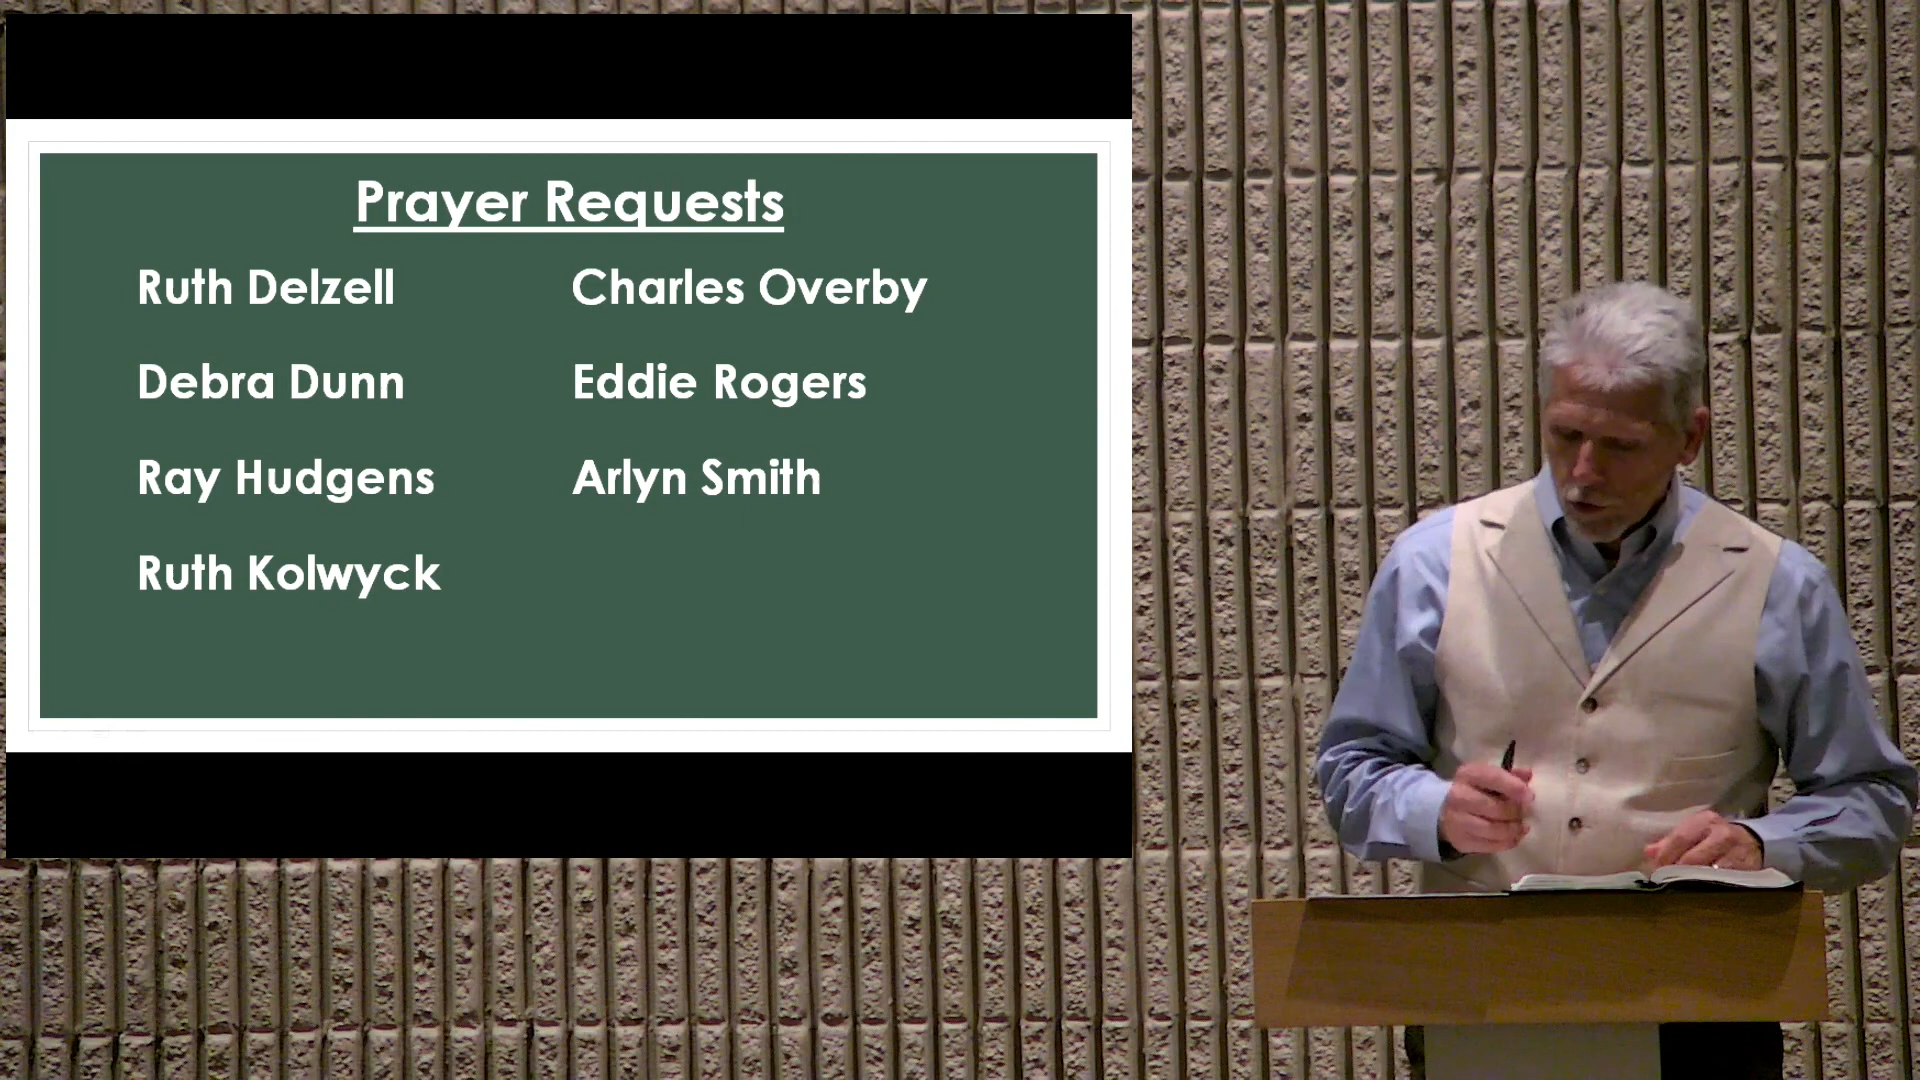 Prayer Requests
Ruth Delzell
Debra Dunn
Ray Hudgens
Ruth Kolwyck
Charles Overby
Eddie Rogers
Arlyn Smith